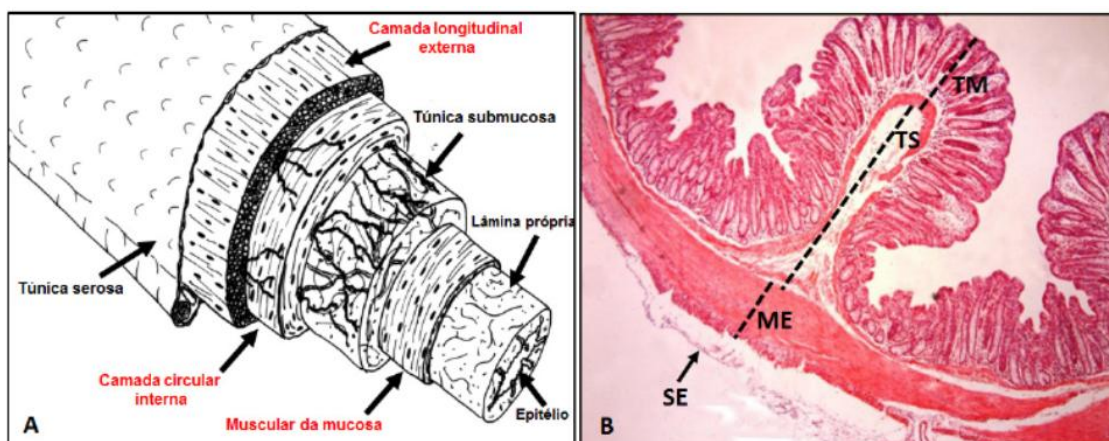 Camada longitudinal
externa
Túnica submucosa
Lâmina própria
Túnica serosa
Camada circular
interna
Muscular da mucosa
Epitélio
A
TM
TS
ME
SE
B